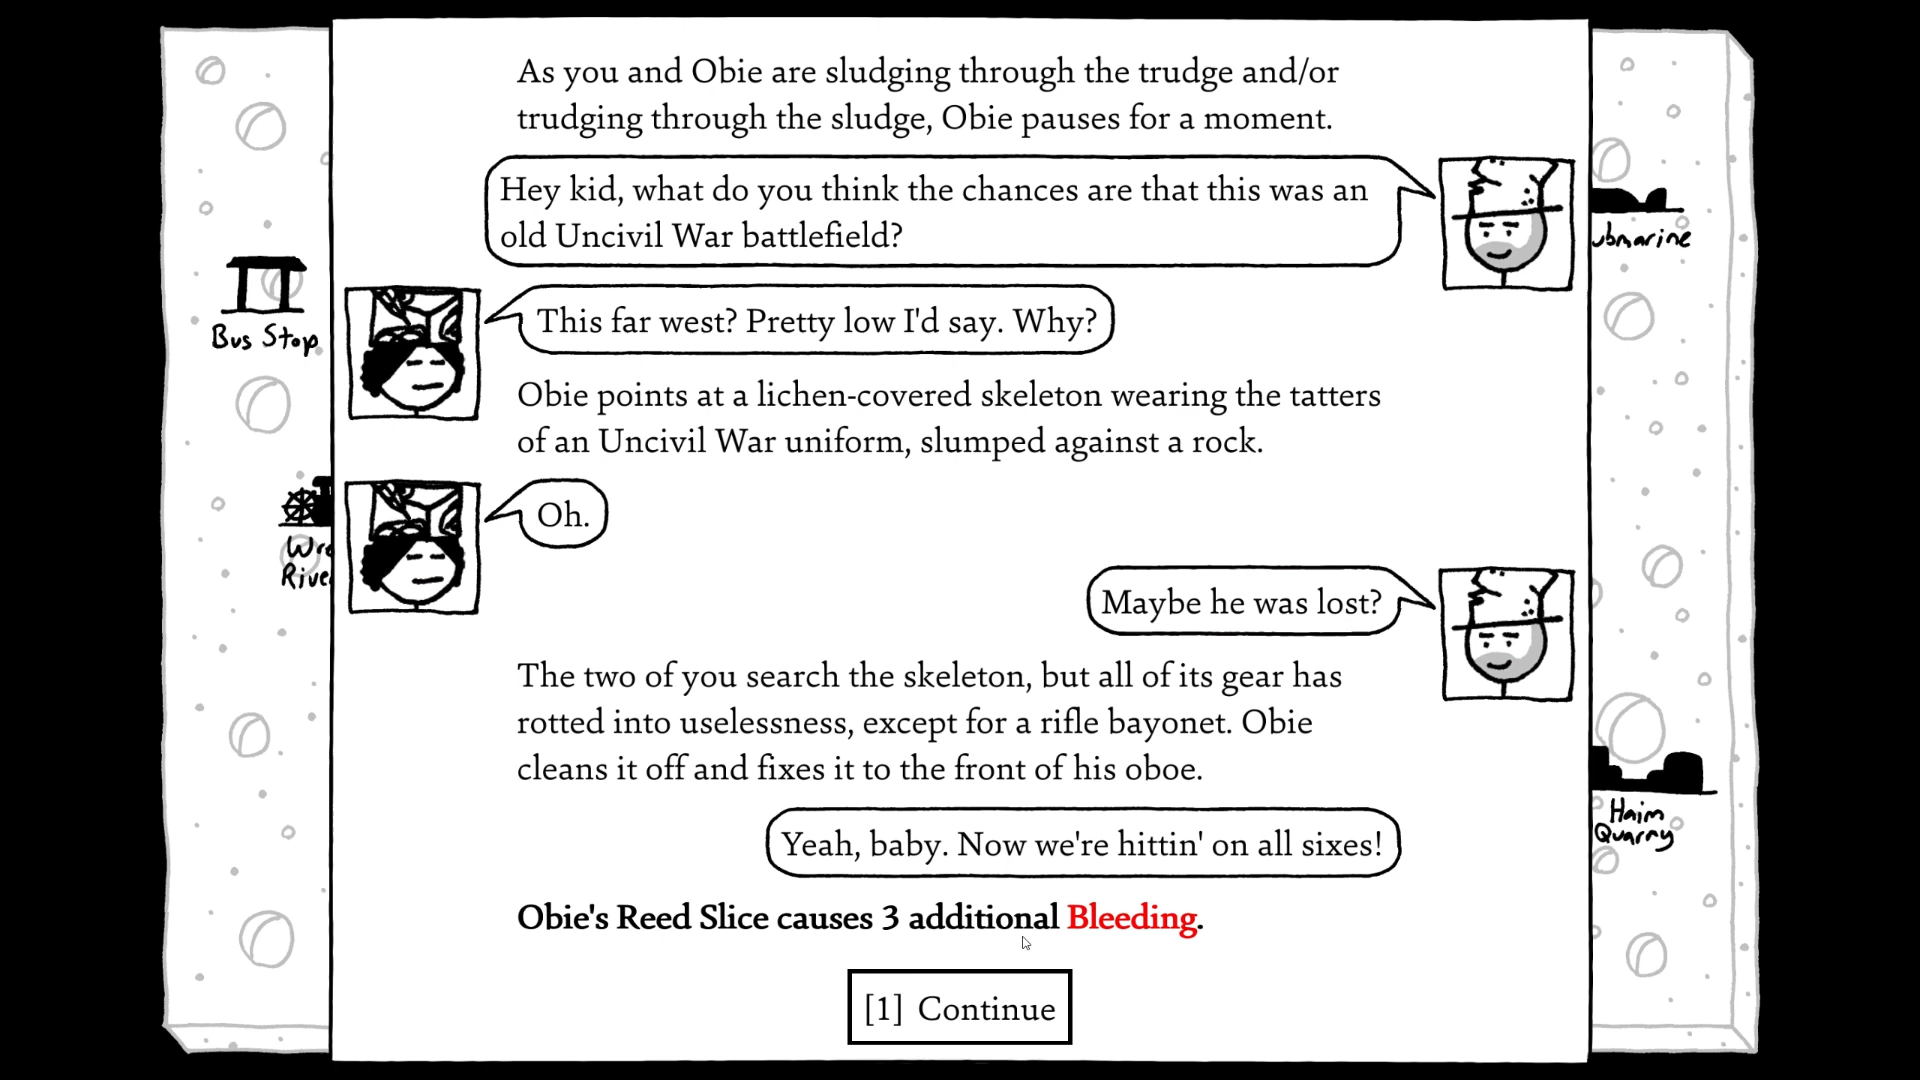 As you and Obie are sludging through the trudge and/or
trudging through the sludge, Obie pauses for a moment.
Hey kid, what do you think the chances are that this was an
old Uncivil War battlefield?
ubmarine
This far west? Pretty low I'd say. Why?
Bus Stop
Obie points at a lichen-covered skeleton wearing the tatters
of an Uncivil War uniform, slumped against a rock.
Oh.
Wre
Rive
Maybe he was lost?
The two of you search the skeleton, but all of its gear has
rotted into uselessness, except for a rifle bayonet. Obie
cleans it off and fixes it to the front of his oboe.
Haim
Quarry
Yeah, baby. Now we're hittin' on all sixes!
Obie's Reed Slice causes 3 additional Bleeding.
[1] Continue